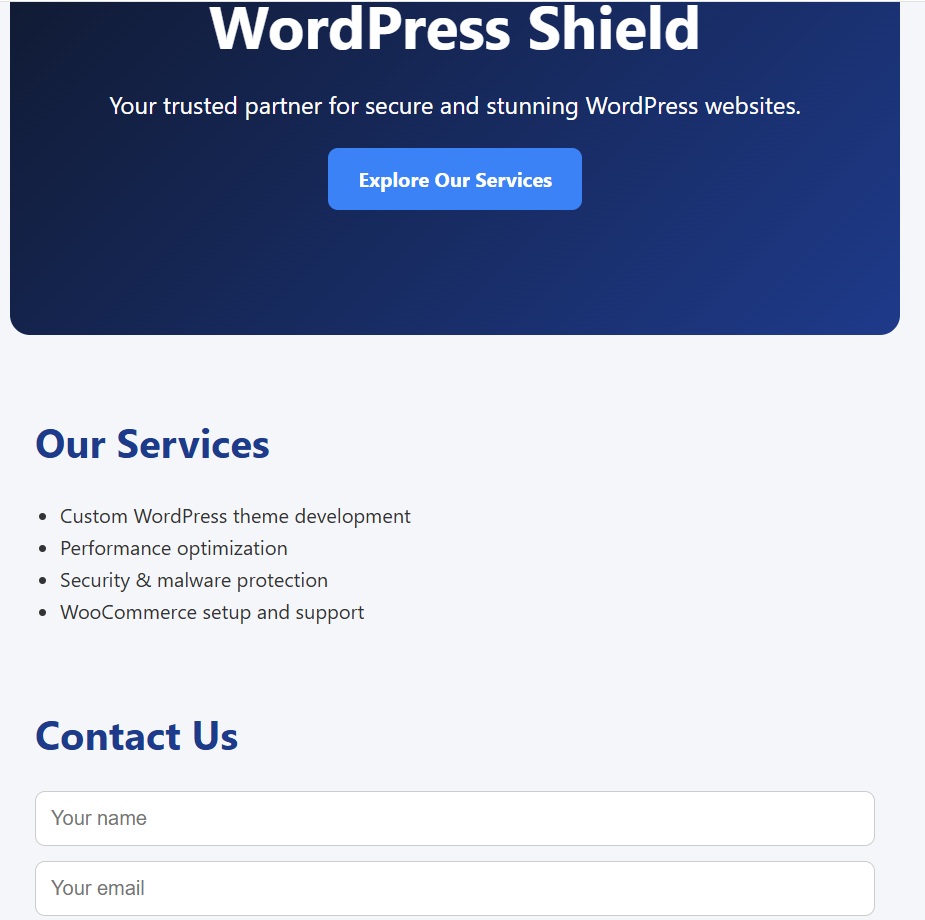 WordPress Shield
Your trusted partner for secure and stunning WordPress websites.
Explore Our Services
Our Services
Custom WordPress theme development
Performance optimization
Security & malware protection
WooCommerce setup and support
Contact Us
Your name
Your email